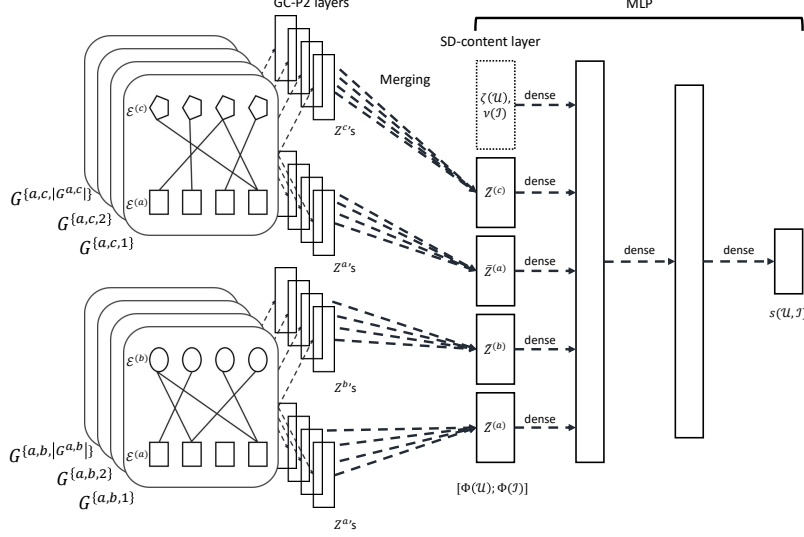 GC-P2 layers
MLP
SD-content layer
Merging
ζ(𝒰),
ν(ℐ)
dense
ℰ^(c)
Z^c's
G^{a,c,|G^{a,c}|}
ℰ^(a)
Z̄^(c)
dense
G^{a,c,2}
G^{a,c,1}
Z̄^(a)
dense
dense
dense
Z^a's
s(𝒰,ℐ)
ℰ^(b)
Z̄^(b)
dense
Z^b's
G^{a,b,|G^{a,b}|}
ℰ^(a)
Z̄^(a)
dense
G^{a,b,2}
G^{a,b,1}
[Φ(𝒰);Φ(ℐ)]
Z^a's